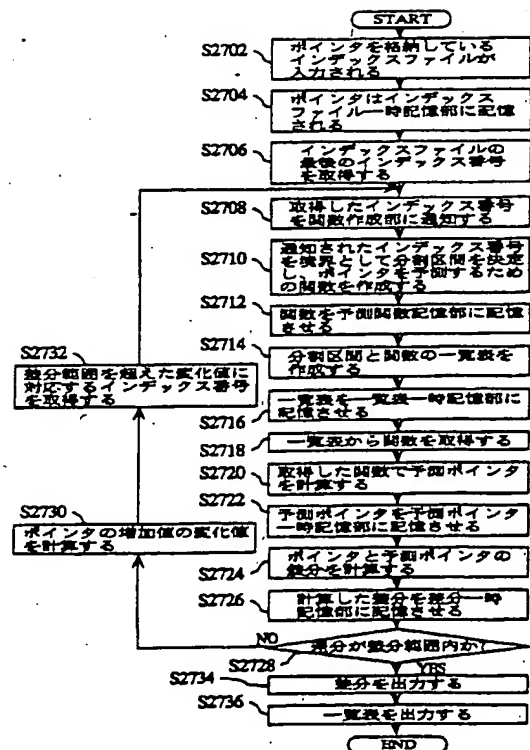 START
S2702
ポインタを格納している
インデックスファイルが
入力される
S2704
ポインタはインデックス
ファイル一時記憶部に記憶
される
S2706
インデックスファイルの
最後のインデックス番号
を取得する
S2708
取得したインデックス番号
を関数作成部に通知する
S2710
通知されたインデックス番号
を境界として分割区間を決定
し、ポインタを予測するため
の関数を作成する
S2712
関数を予測関数記憶部に記憶
させる
S2714
分割区間と関数の一覧表を
作成する
S2716
一覧表を一覧表一時記憶部に
記憶させる
S2718
一覧表から関数を取得する
S2720
取得した関数で予測ポインタ
を計算する
S2722
予測ポインタを予測ポインタ
一時記憶部に記憶させる
S2724
ポインタと予測ポインタの
差分を計算する
S2726
計算した差分を差分一時
記憶部に記憶させる
差分が差分範囲内か?
S2728
NO
YES
S2730
ポインタの増加値の変化値
を計算する
S2732
差分範囲を超えた変化値に
対応するインデックス番号
を取得する
S2734
差分を出力する
S2736
一覧表を出力する
END